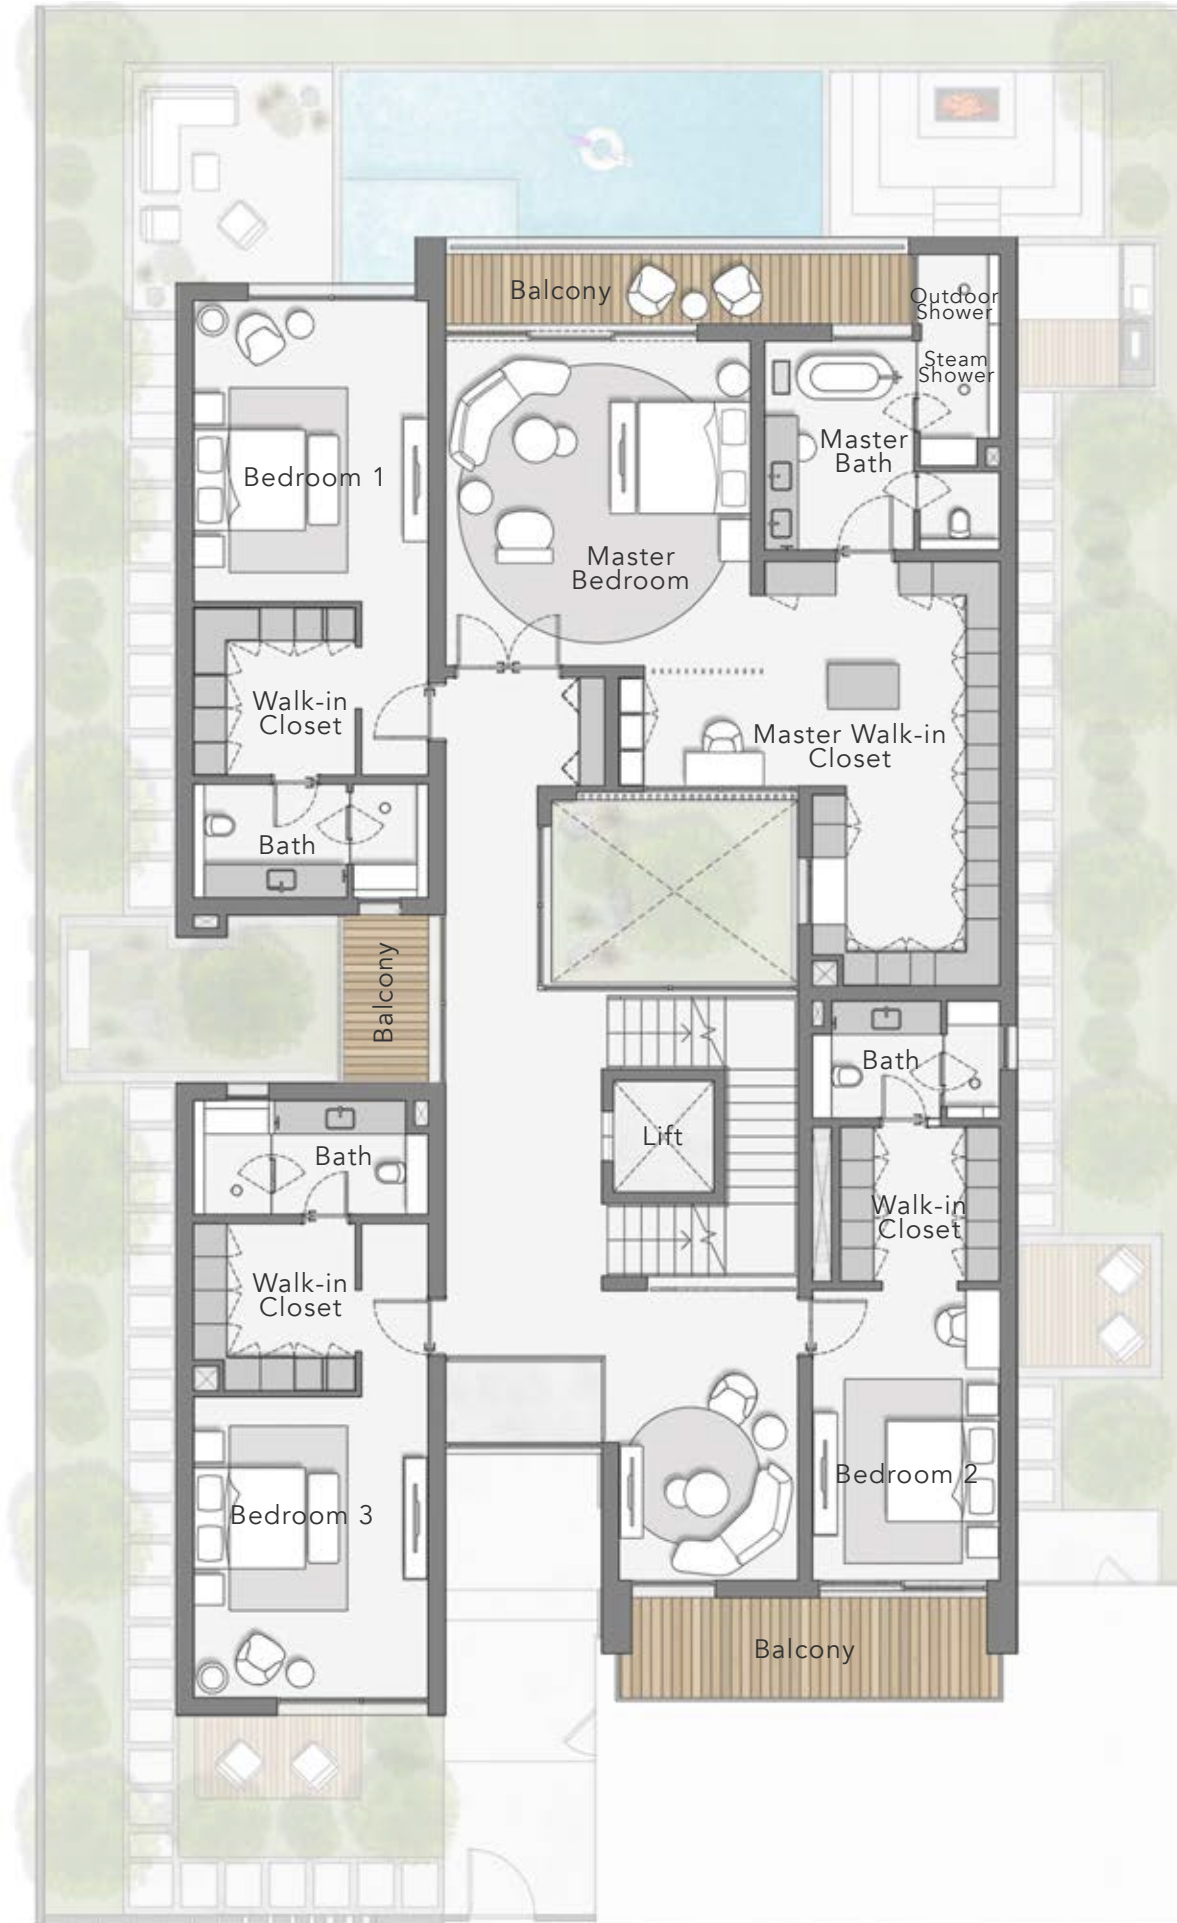 Balcony
Outdoor
Shower
Steam
Shower
Master
Bath
Bedroom 1
Master
Bedroom
Walk-in
Closet
Master Walk-in
Closet
Bath
Balcony
Bath
Lift
Bath
Walk-in
Closet
Walk-in
Closet
Bedroom 2
Bedroom 3
Balcony